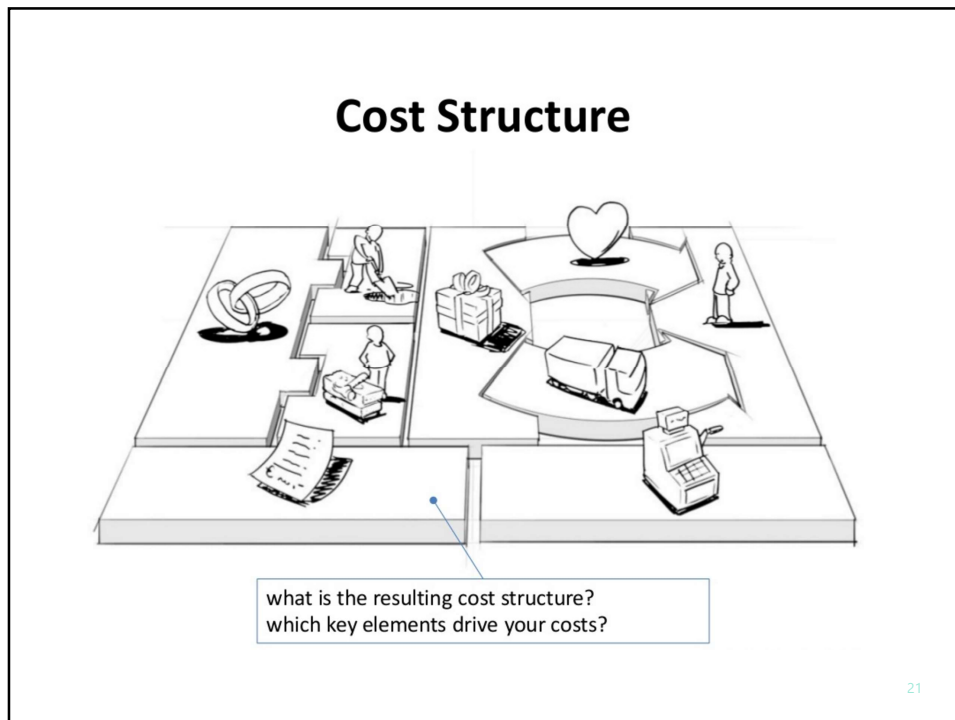 Cost Structure
what is the resulting cost structure?
which key elements drive your costs?
21